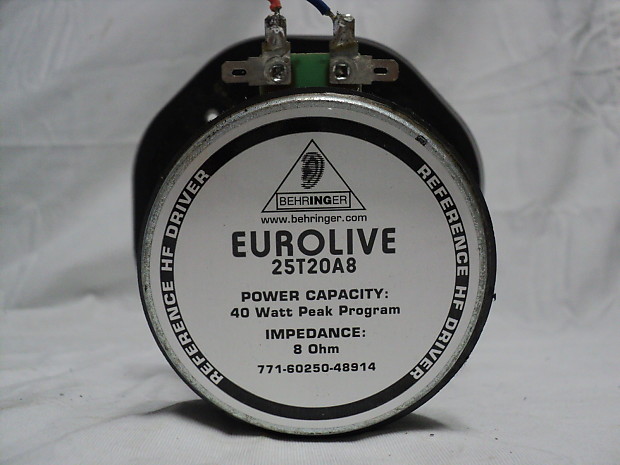 BEHRINGER
www.behringer.com
EUROLIVE
25T20A8
POWER CAPACITY:
40 Watt Peak Program
IMPEDANCE:
8 Ohm
771-60250-48914
REFERENCE HF DRIVER
REFERENCE HF DRIVER